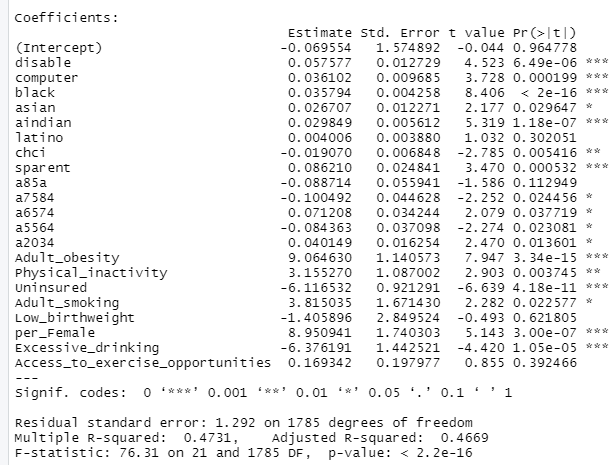 Coefficients:
                                 Estimate Std. Error t value Pr(>|t|)
(Intercept)                     -0.069554   1.574892  -0.044 0.964778
disable                          0.057577   0.012729   4.523 6.49e-06 ***
computer                         0.036102   0.009685   3.728 0.000199 ***
black                            0.035794   0.004258   8.406  < 2e-16 ***
asian                            0.026707   0.012271   2.177 0.029647 *
aindian                          0.029849   0.005612   5.319 1.18e-07 ***
latino                           0.004006   0.003880   1.032 0.302051
chci                            -0.019070   0.006848  -2.785 0.005416 **
sparent                          0.086210   0.024841   3.470 0.000532 ***
a85a                            -0.088714   0.055941  -1.586 0.112949
a7584                           -0.100492   0.044628  -2.252 0.024456 *
a6574                            0.071208   0.034244   2.079 0.037719 *
a5564                           -0.084363   0.037098  -2.274 0.023081 *
a2034                            0.040149   0.016254   2.470 0.013601 *
Adult_obesity                    9.064630   1.140573   7.947 3.34e-15 ***
Physical_inactivity              3.155270   1.087002   2.903 0.003745 **
Uninsured                       -6.116532   0.921291  -6.639 4.18e-11 ***
Adult_smoking                    3.815035   1.671430   2.282 0.022577 *
Low_birthweight                 -1.405896   2.849524  -0.493 0.621805
per_Female                       8.950941   1.740303   5.143 3.00e-07 ***
Excessive_drinking              -6.376191   1.442521  -4.420 1.05e-05 ***
Access_to_exercise_opportunities 0.169342   0.197977   0.855 0.392466
---
Signif. codes:  0 ‘***’ 0.001 ‘**’ 0.01 ‘*’ 0.05 ‘.’ 0.1 ‘ ’ 1
Residual standard error: 1.292 on 1785 degrees of freedom
Multiple R-squared:  0.4731,    Adjusted R-squared:  0.4669
F-statistic: 76.31 on 21 and 1785 DF,  p-value: < 2.2e-16